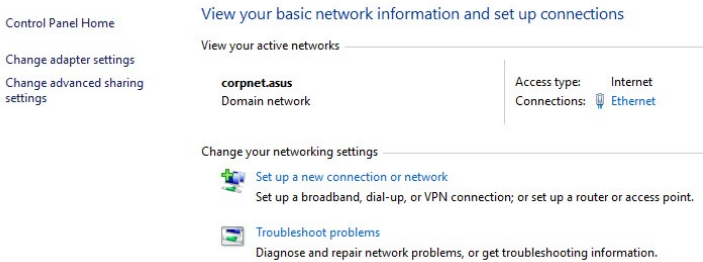 Control Panel Home
Change adapter settings
Change advanced sharing
settings
View your basic network information and set up connections
View your active networks
corpnet.asus
Domain network
Access type: Internet
Connections: Ethernet
Change your networking settings
Set up a new connection or network
Set up a broadband, dial-up, or VPN connection; or set up a router or access point.
Troubleshoot problems
Diagnose and repair network problems, or get troubleshooting information.